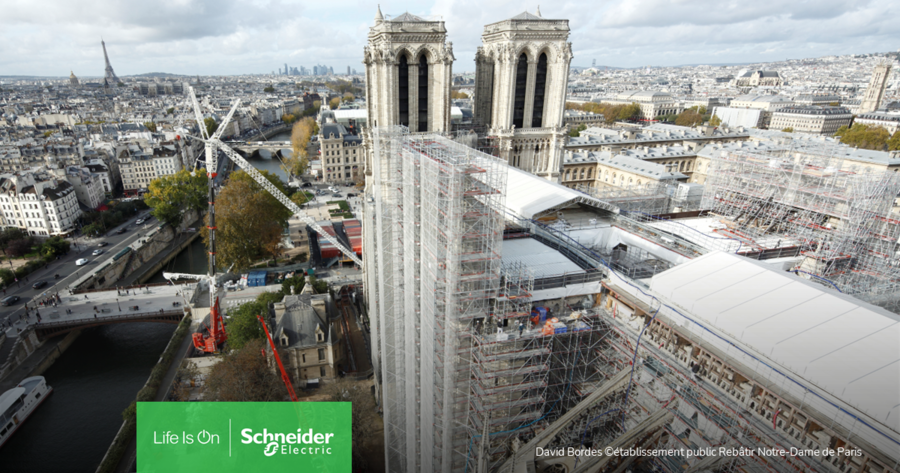 Life Is On
Schneider
Electric
David Bordes ©établissement public Rebâtir Notre-Dame de Paris